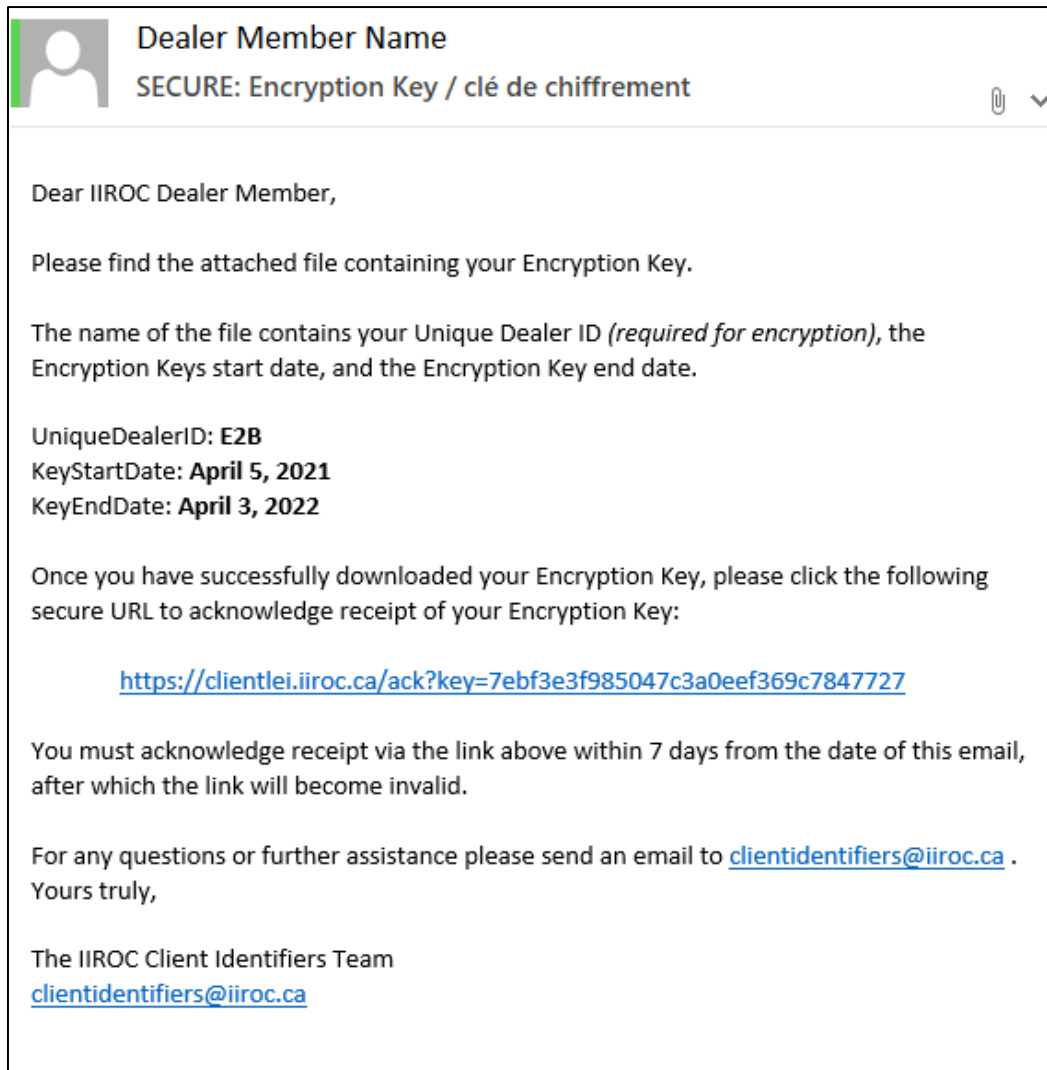 Dealer Member Name
SECURE: Encryption Key / clé de chiffrement
Dear IIROC Dealer Member,
Please find the attached file containing your Encryption Key.
The name of the file contains your Unique Dealer ID (required for encryption), the
Encryption Keys start date, and the Encryption Key end date.
UniqueDealerID: E2B
KeyStartDate: April 5, 2021
KeyEndDate: April 3, 2022
Once you have successfully downloaded your Encryption Key, please click the following
secure URL to acknowledge receipt of your Encryption Key:
https://clientlei.iiroc.ca/ack?key=7ebf3e3f985047c3a0eef369c7847727
You must acknowledge receipt via the link above within 7 days from the date of this email,
after which the link will become invalid.
For any questions or further assistance please send an email to clientidentifiers@iiroc.ca .
Yours truly,
The IIROC Client Identifiers Team
clientidentifiers@iiroc.ca